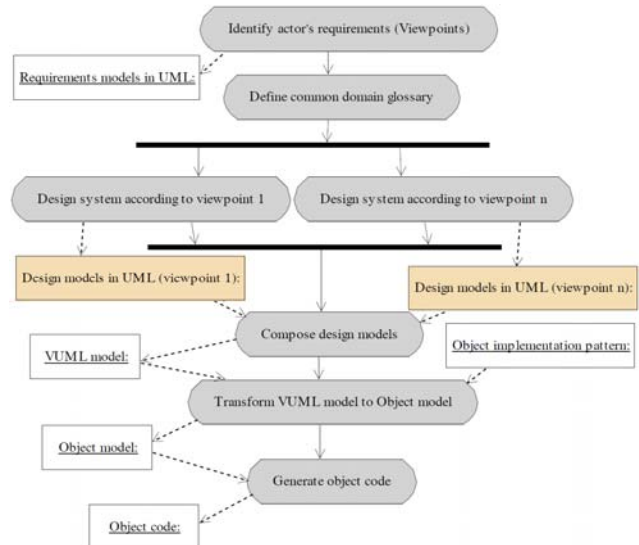 Identify actor's requirements (Viewpoints)
Requirements models in UML:
Define common domain glossary
Design system according to viewpoint 1
Design system according to viewpoint n
Design models in UML (viewpoint 1):
Design models in UML (viewpoint n):
Compose design models
VUML model:
Object implementation pattern:
Transform VUML model to Object model
Object model:
Generate object code
Object code: